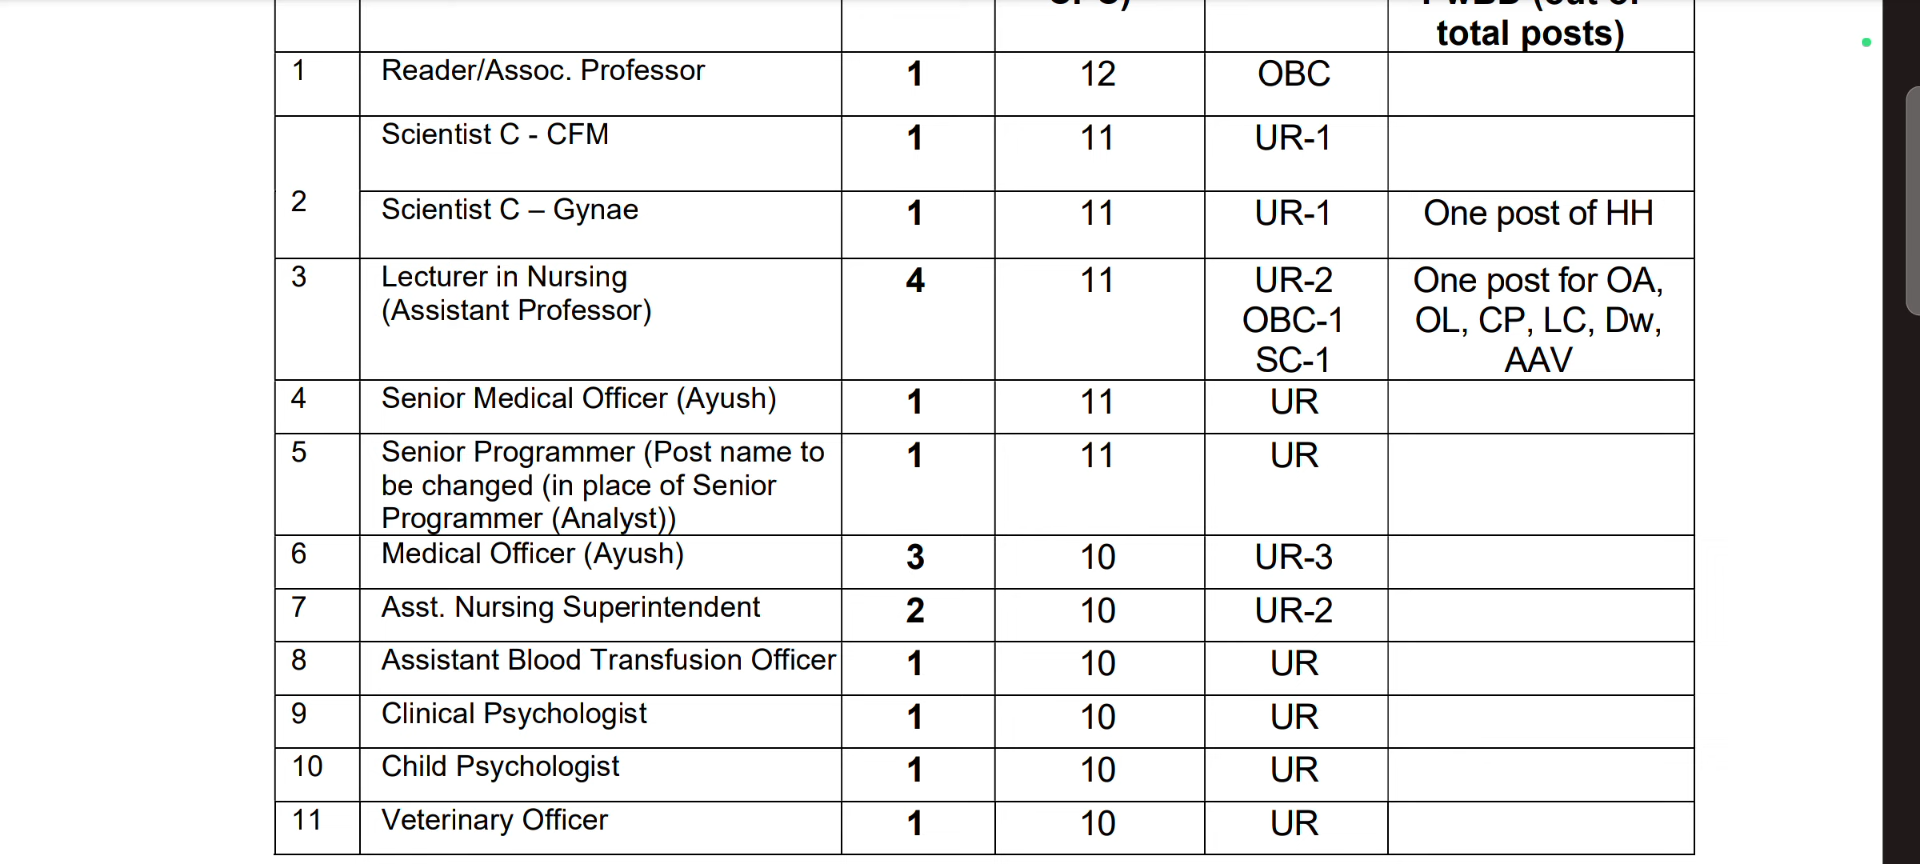 total posts)
1 Reader/Assoc. Professor 1 12 OBC
Scientist C - CFM 1 11 UR-1
2 Scientist C – Gynae 1 11 UR-1 One post of HH
3 Lecturer in Nursing 4 11 UR-2 One post for OA,
(Assistant Professor) OBC-1 OL, CP, LC, Dw,
SC-1 AAV
4 Senior Medical Officer (Ayush) 1 11 UR
5 Senior Programmer (Post name to 1 11 UR
be changed (in place of Senior
Programmer (Analyst))
6 Medical Officer (Ayush) 3 10 UR-3
7 Asst. Nursing Superintendent 2 10 UR-2
8 Assistant Blood Transfusion Officer 1 10 UR
9 Clinical Psychologist 1 10 UR
10 Child Psychologist 1 10 UR
11 Veterinary Officer 1 10 UR